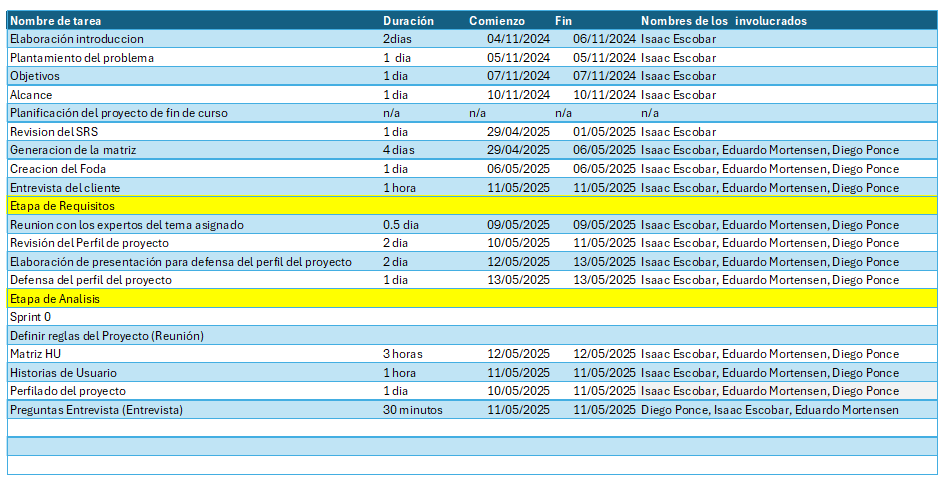 Nombre de tarea Duración Comienzo Fin Nombres de los involucrados
Elaboración introduccion 2dias 04/11/2024 06/11/2024 Isaac Escobar
Plantamiento del problema 1 dia 05/11/2024 05/11/2024 Isaac Escobar
Objetivos 1 dia 07/11/2024 07/11/2024 Isaac Escobar
Alcance 1 dia 10/11/2024 10/11/2024 Isaac Escobar
Planificación del proyecto de fin de curso n/a n/a n/a n/a
Revision del SRS 1 dia 29/04/2025 01/05/2025 Isaac Escobar
Generacion de la matriz 4 dias 29/04/2025 06/05/2025 Isaac Escobar, Eduardo Mortensen, Diego Ponce
Creacion del Foda 1 dia 06/05/2025 06/05/2025 Isaac Escobar, Eduardo Mortensen, Diego Ponce
Entrevista del cliente 1 hora 11/05/2025 11/05/2025 Isaac Escobar, Eduardo Mortensen, Diego Ponce
Etapa de Requisitos
Reunion con los expertos del tema asignado 0.5 dia 09/05/2025 09/05/2025 Isaac Escobar, Eduardo Mortensen, Diego Ponce
Revisión del Perfil de proyecto 2 dia 10/05/2025 11/05/2025 Isaac Escobar, Eduardo Mortensen, Diego Ponce
Elaboración de presentación para defensa del perfil del proyecto 2 dia 12/05/2025 13/05/2025 Isaac Escobar, Eduardo Mortensen, Diego Ponce
Defensa del perfil del proyecto 1 dia 13/05/2025 13/05/2025 Isaac Escobar, Eduardo Mortensen, Diego Ponce
Etapa de Analisis
Sprint 0
Definir reglas del Proyecto (Reunión)
Matriz HU 3 horas 12/05/2025 12/05/2025 Isaac Escobar, Eduardo Mortensen, Diego Ponce
Historias de Usuario 1 hora 11/05/2025 11/05/2025 Isaac Escobar, Eduardo Mortensen, Diego Ponce
Perfilado del proyecto 1 dia 10/05/2025 11/05/2025 Isaac Escobar, Eduardo Mortensen, Diego Ponce
Preguntas Entrevista (Entrevista) 30 minutos 11/05/2025 11/05/2025 Diego Ponce, Isaac Escobar, Eduardo Mortensen